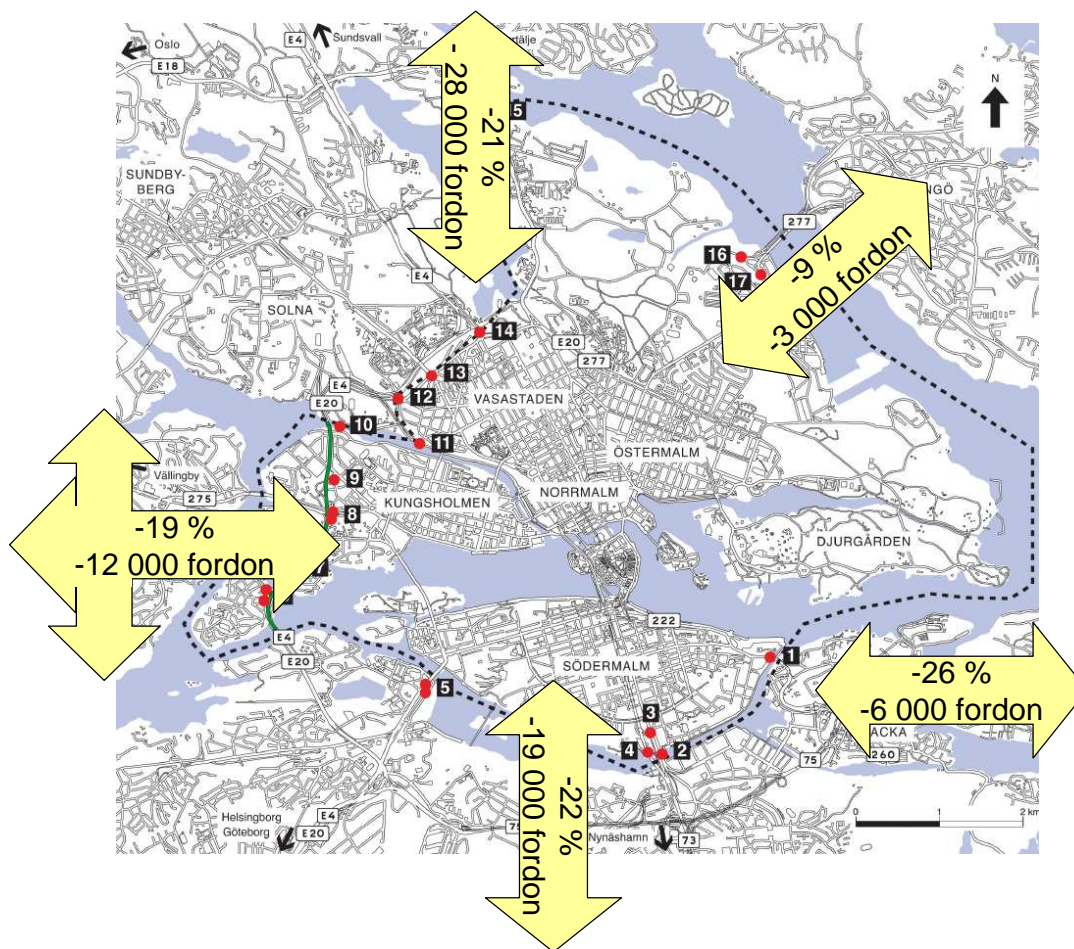 E4
Sundsvall
Oslo
E18
N
-21 %
-28 000 fordon
5
SUNDBY-
BERG
277
-9 %
-3 000 fordon
16
17
E4
SOLNA
14
E20
277
13
E4
12
VASASTADEN
E20
10
11
ÖSTERMALM
Vällingby
275
9
NORRMALM
KUNGSHOLMEN
8
-19 %
-12 000 fordon
DJURGÅRDEN
222
E4
E20
SÖDERMALM
1
-26 %
-6 000 fordon
5
3
4
2
ACKA
75
260
-22 %
-19 000 fordon
Helsingborg
Göteborg
E4
E20
Nynäshamn
73
0
1
2 km